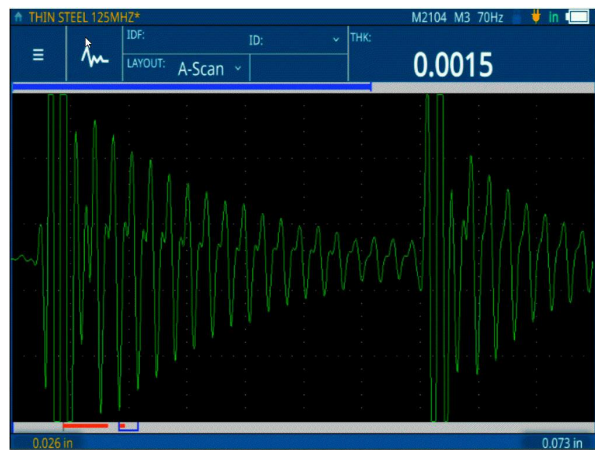 THIN STEEL 125MHZ* M2104 M3 70Hz in
IDF: ID: THK:
LAYOUT: A-Scan 0.0015
0.026 in 0.073 in